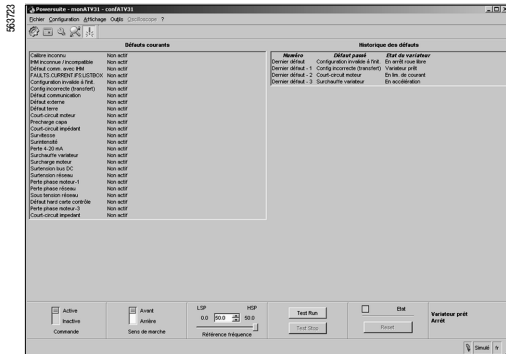 563723
Powersuite - monATV31 - confATV31
Fichier Configuration Affichage Outils Oscilloscope ?
Défauts courants
Historique des défauts
Calibre inconnu Non actif
IHM inconnue / incompatible Non actif
Défaut comm. avec IHM Non actif
FAULTS.CURRENT.IFS.LISTBOX Non actif
Configuration invalide à l'init. Non actif
Config incorrecte (transfert) Non actif
Défaut communication Non actif
Défaut externe Non actif
Défaut terre Non actif
Court-circuit moteur Non actif
Precharge capa Non actif
Court-circuit impédant Non actif
Survitesse Non actif
Surintensité Non actif
Perte 4-20 mA Non actif
Surchauffe variateur Non actif
Surcharge moteur Non actif
Surtension bus DC Non actif
Surtension réseau Non actif
Perte phase moteur-1 Non actif
Perte phase réseau Non actif
Sous tension réseau Non actif
Défaut hard carte contrôle Non actif
Perte phase moteur-3 Non actif
Court-circuit impedant Non actif
Numéro Défaut passé Etat du variateur
Dernier défaut Configuration invalide à l'init. En arrêt roue libre
Dernier défaut - 1 Config incorrecte (transfert) Variateur prêt
Dernier défaut - 2 Court-circuit moteur En lim. de courant
Dernier défaut - 3 Surchauffe variateur En accélération
Active
Inactive
Commande
Avant
Arrière
Sens de marche
LSP HSP
0.0 50.0 50.0
Référence fréquence
Test Run
Test Stop
Etat
Reset
Variateur prêt
Arrêt
Simulé fr